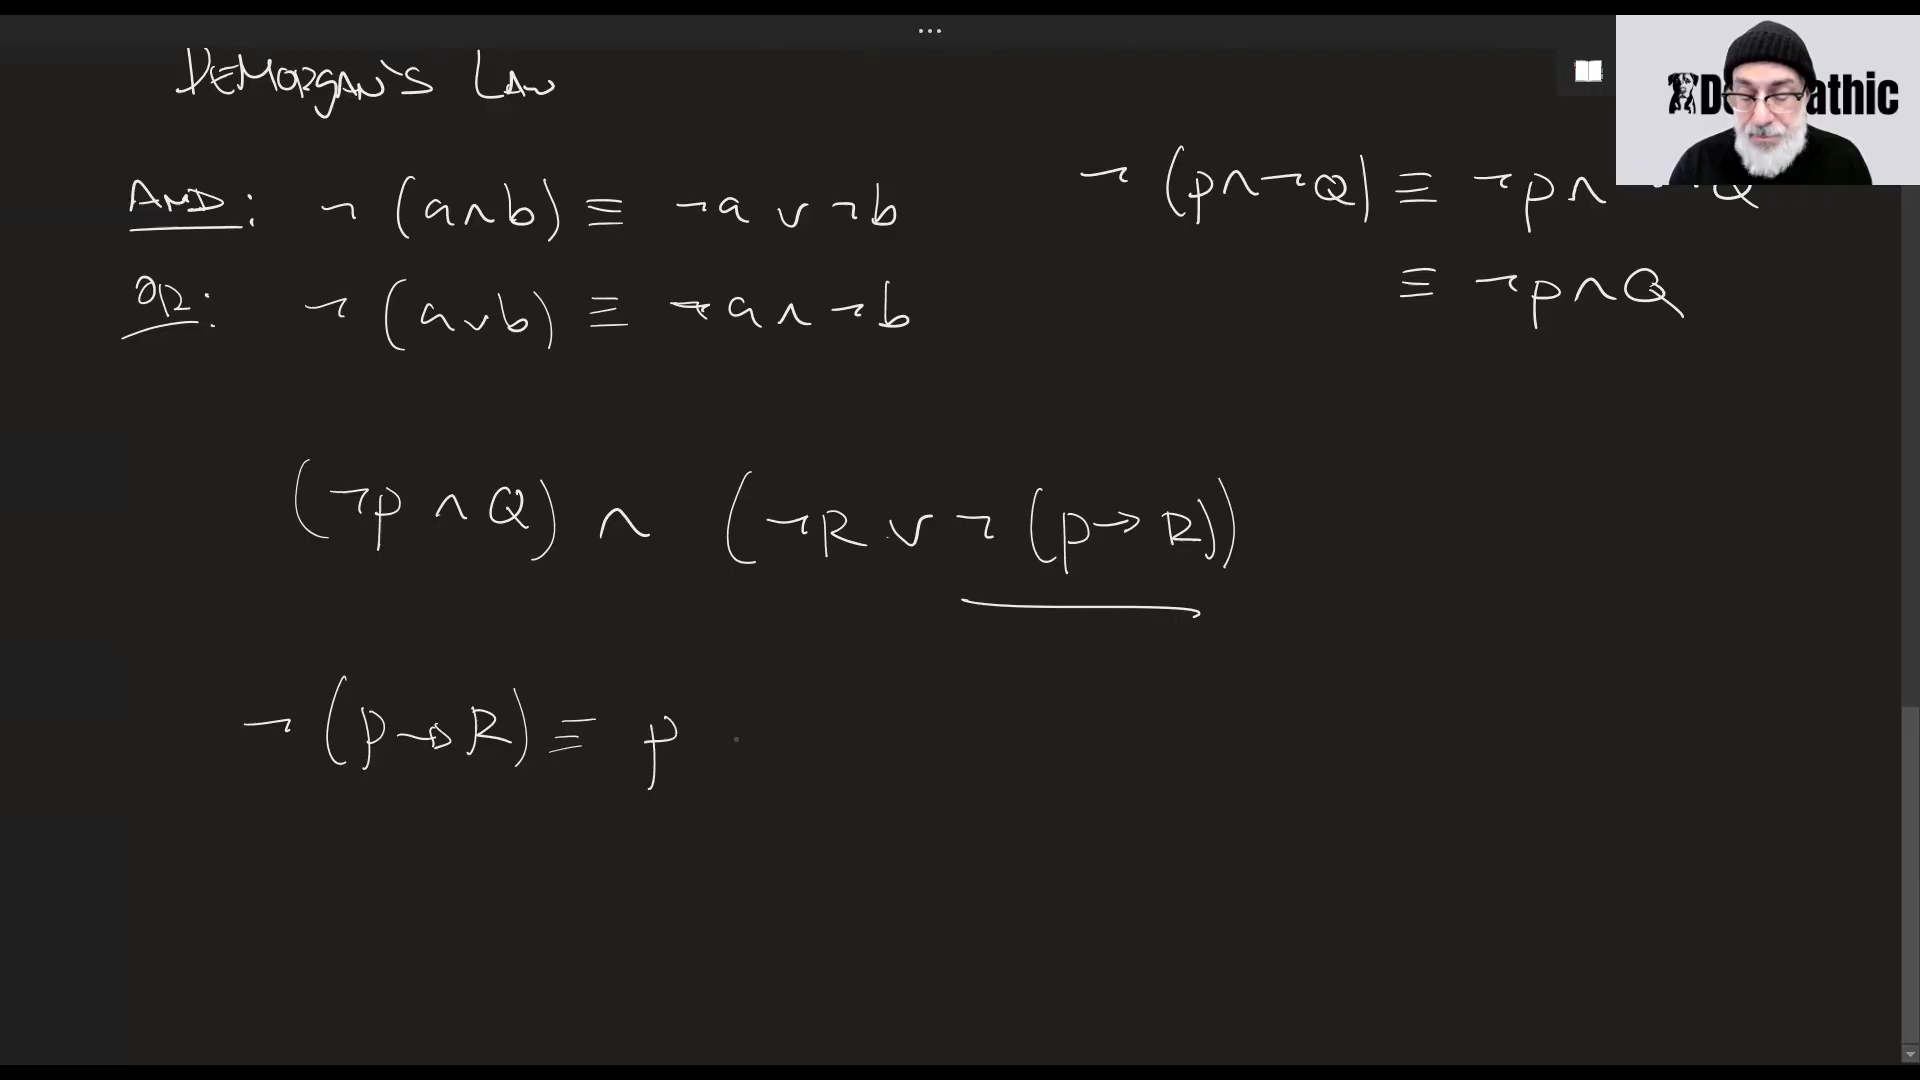 DEMORGAN'S LAW
AND: ¬ (a∧b) ≡ ¬a ∨ ¬b
OR: ¬ (a∨b) ≡ ¬a ∧ ¬b
¬ (p∧¬Q) ≡ ¬p∧ Q
≡ ¬p∧Q
(¬p ∧ Q) ∧ (¬R ∨ ¬ (p→R))
¬ (p→R) ≡ p
athic